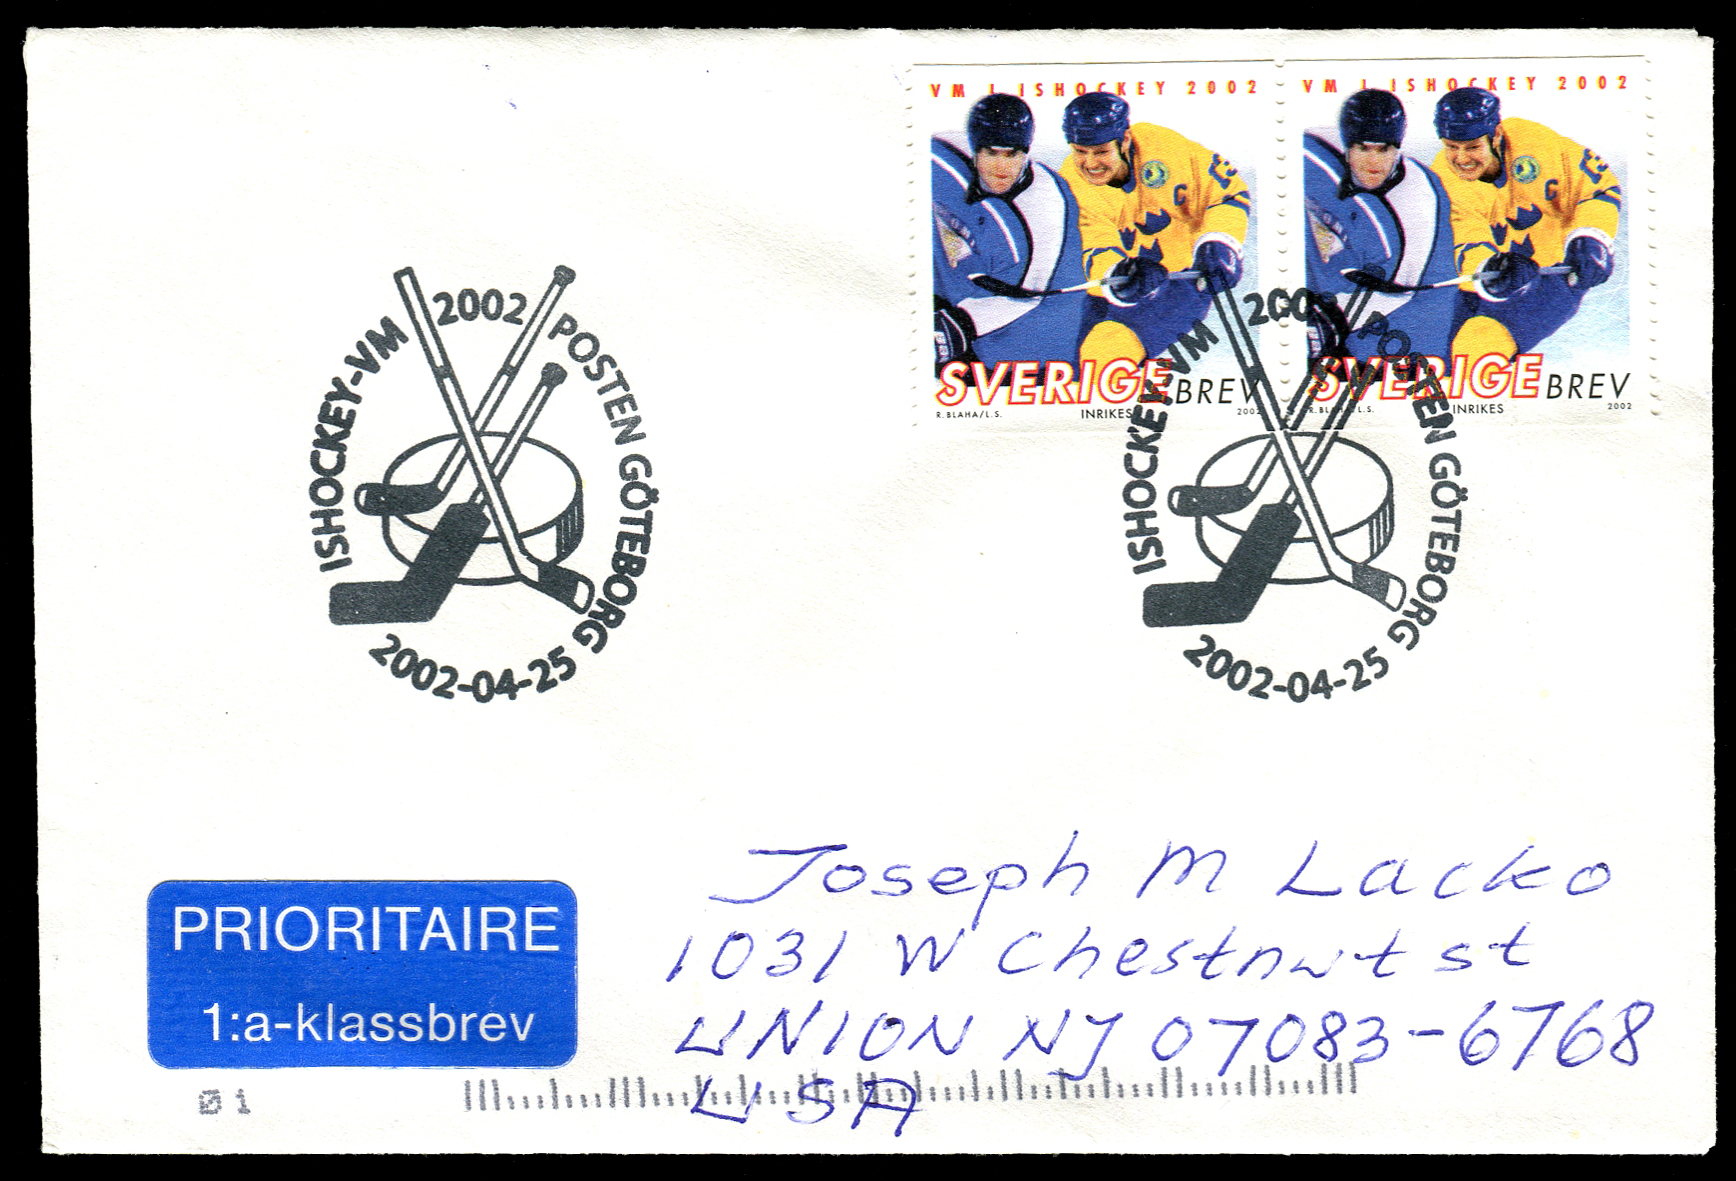 VM I ISHOCKEY 2002
SVERIGE BREV
R. BLAHA/L.S. INRIKES 2002
VM I ISHOCKEY 2002
SVERIGE BREV
R. BLAHA/L.S. INRIKES 2002
ISHOCKEY-VM 2002 POSTEN GÖTEBORG
2002-04-25
ISHOCKEY-VM 2002 POSTEN GÖTEBORG
2002-04-25
PRIORITAIRE
1:a-klassbrev
Joseph M Lacko
1031 W Chestnut st
UNION NJ 07083-6768
USA